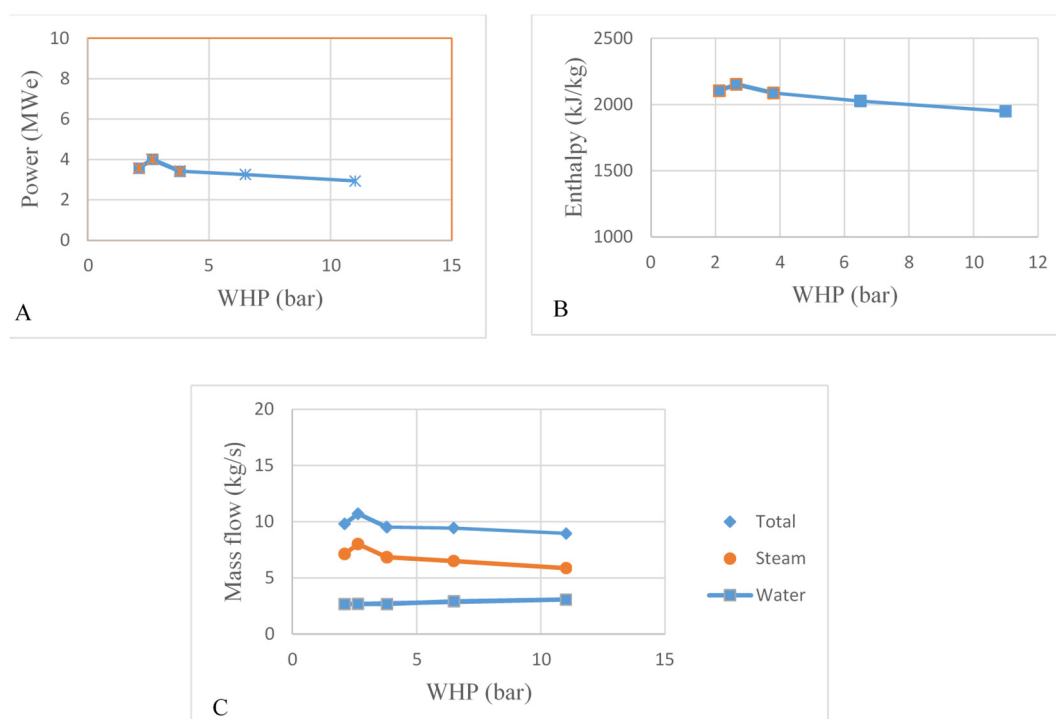 Power (MWe)
10
8
6
4
2
0
0 5 10 15
WHP (bar)
A
Enthalpy (kJ/kg)
2500
2000
1500
1000
0 2 4 6 8 10 12
WHP (bar)
B
Mass flow (kg/s)
20
15
10
5
0
0 5 10 15
WHP (bar)
Total
Steam
Water
C